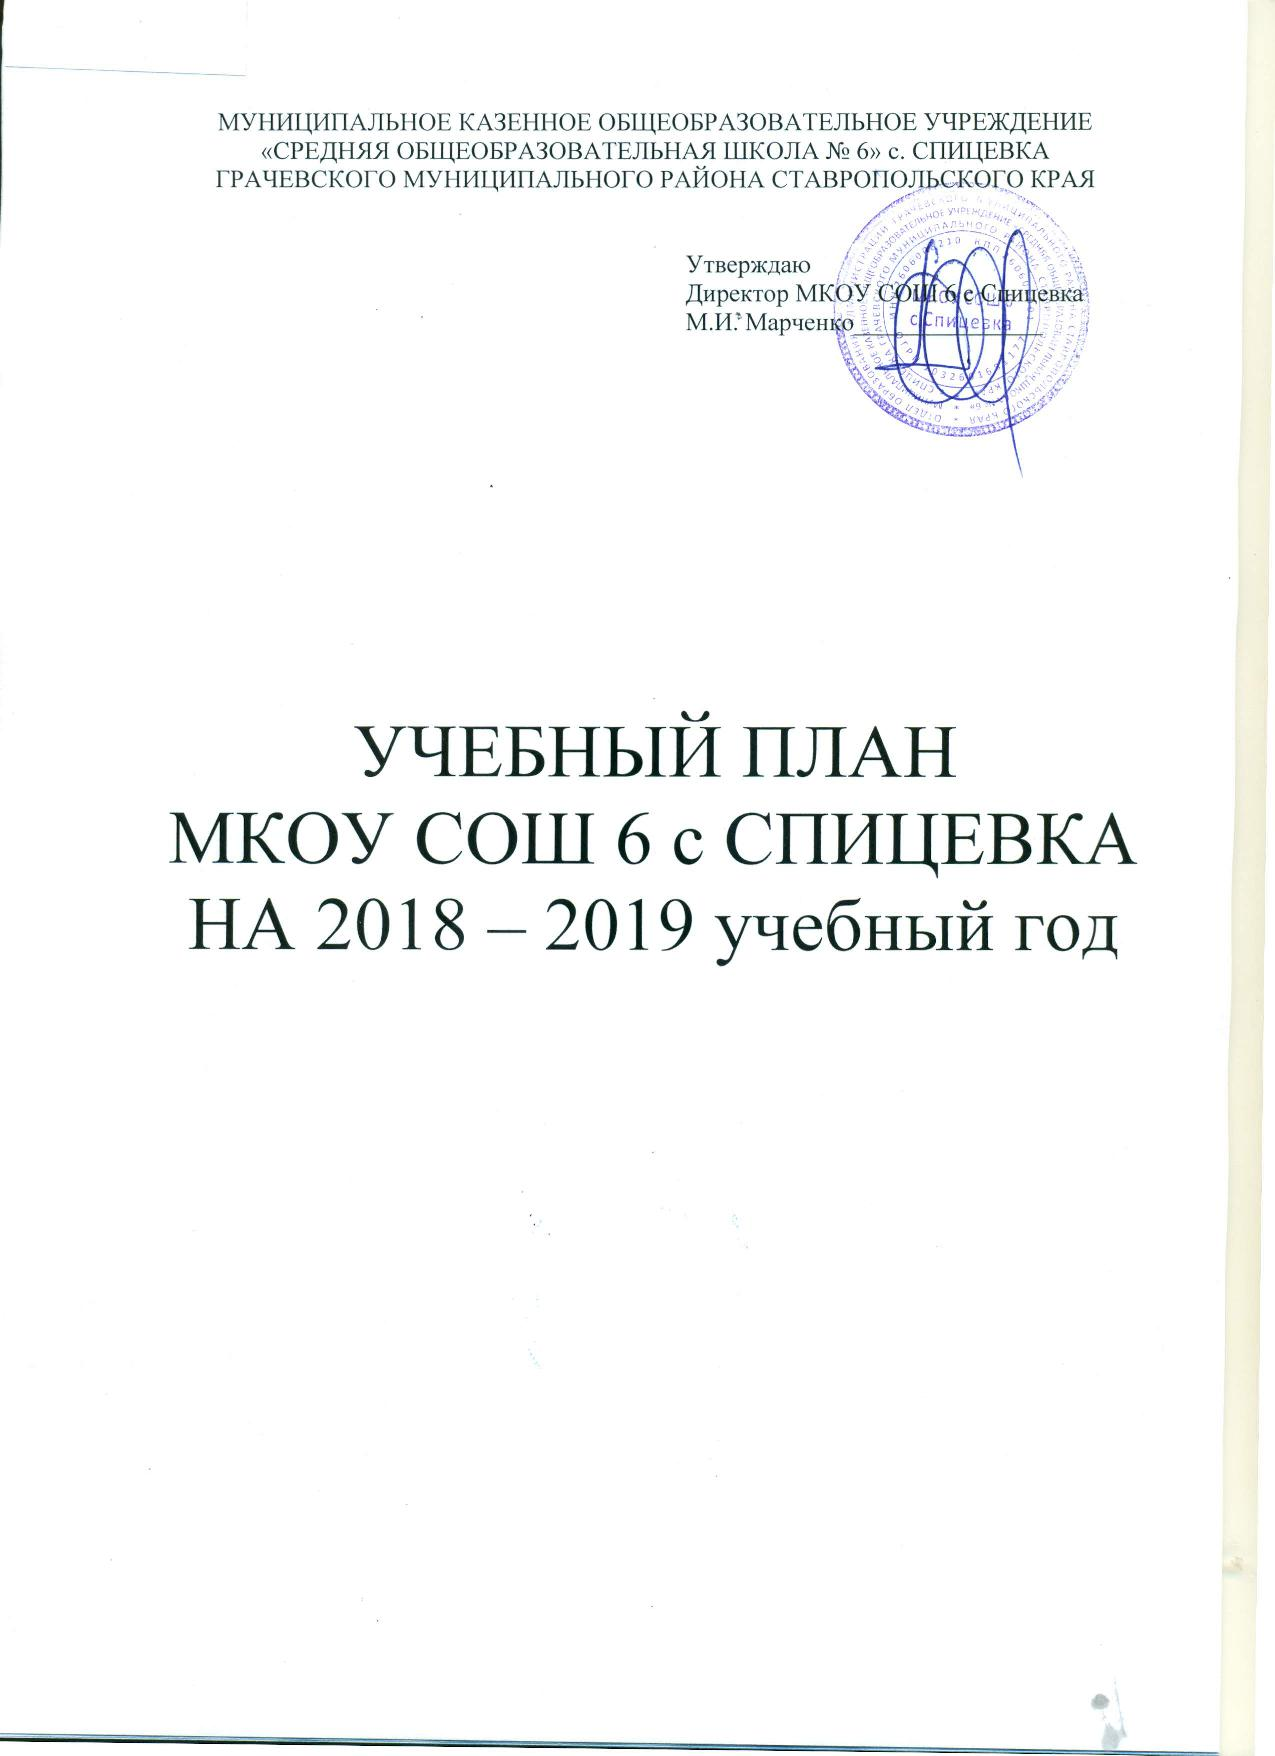 МУНИЦИПАЛЬНОЕ КАЗЕННОЕ ОБЩЕОБРАЗОВАТЕЛЬНОЕ УЧРЕЖДЕНИЕ
«СРЕДНЯЯ ОБЩЕОБРАЗОВАТЕЛЬНАЯ ШКОЛА № 6» с. СПИЦЕВКА
ГРАЧЕВСКОГО МУНИЦИПАЛЬНОГО РАЙОНА СТАВРОПОЛЬСКОГО КРАЯ
Утверждаю
Директор МКОУ СОШ 6 с Спицевка
М.И. Марченко
с.Спицевка
УЧЕБНЫЙ ПЛАН
МКОУ СОШ 6 с СПИЦЕВКА
НА 2018 – 2019 учебный год